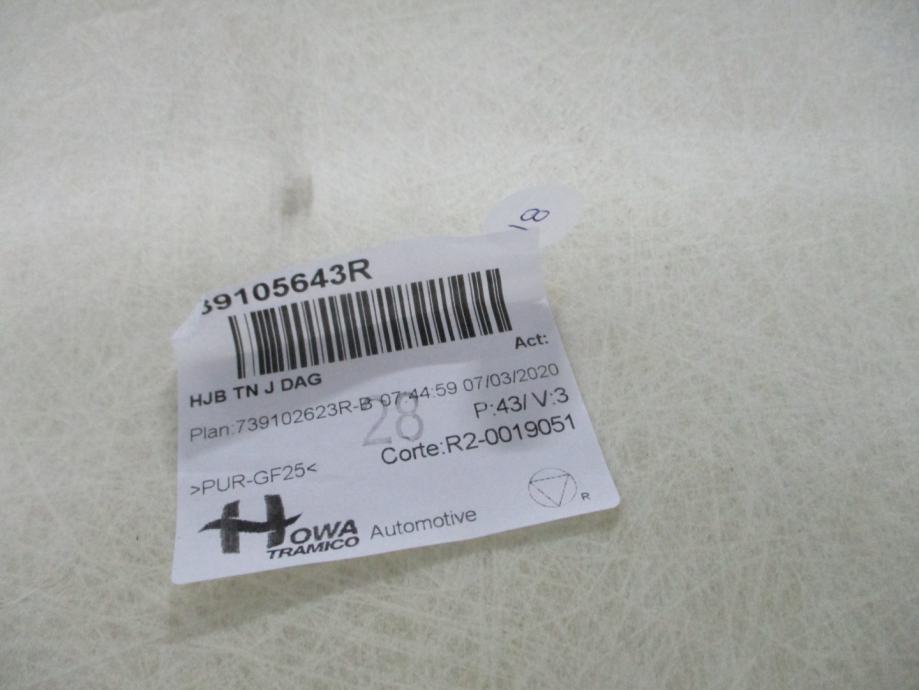 18
39105643R
Act:
HJB TN J DAG
Plan:739102623R-B 07:44:59 07/03/2020
28
P:43/ V:3
Corte:R2-0019051
>PUR-GF25<
HOWA
TRAMICO
Automotive
R